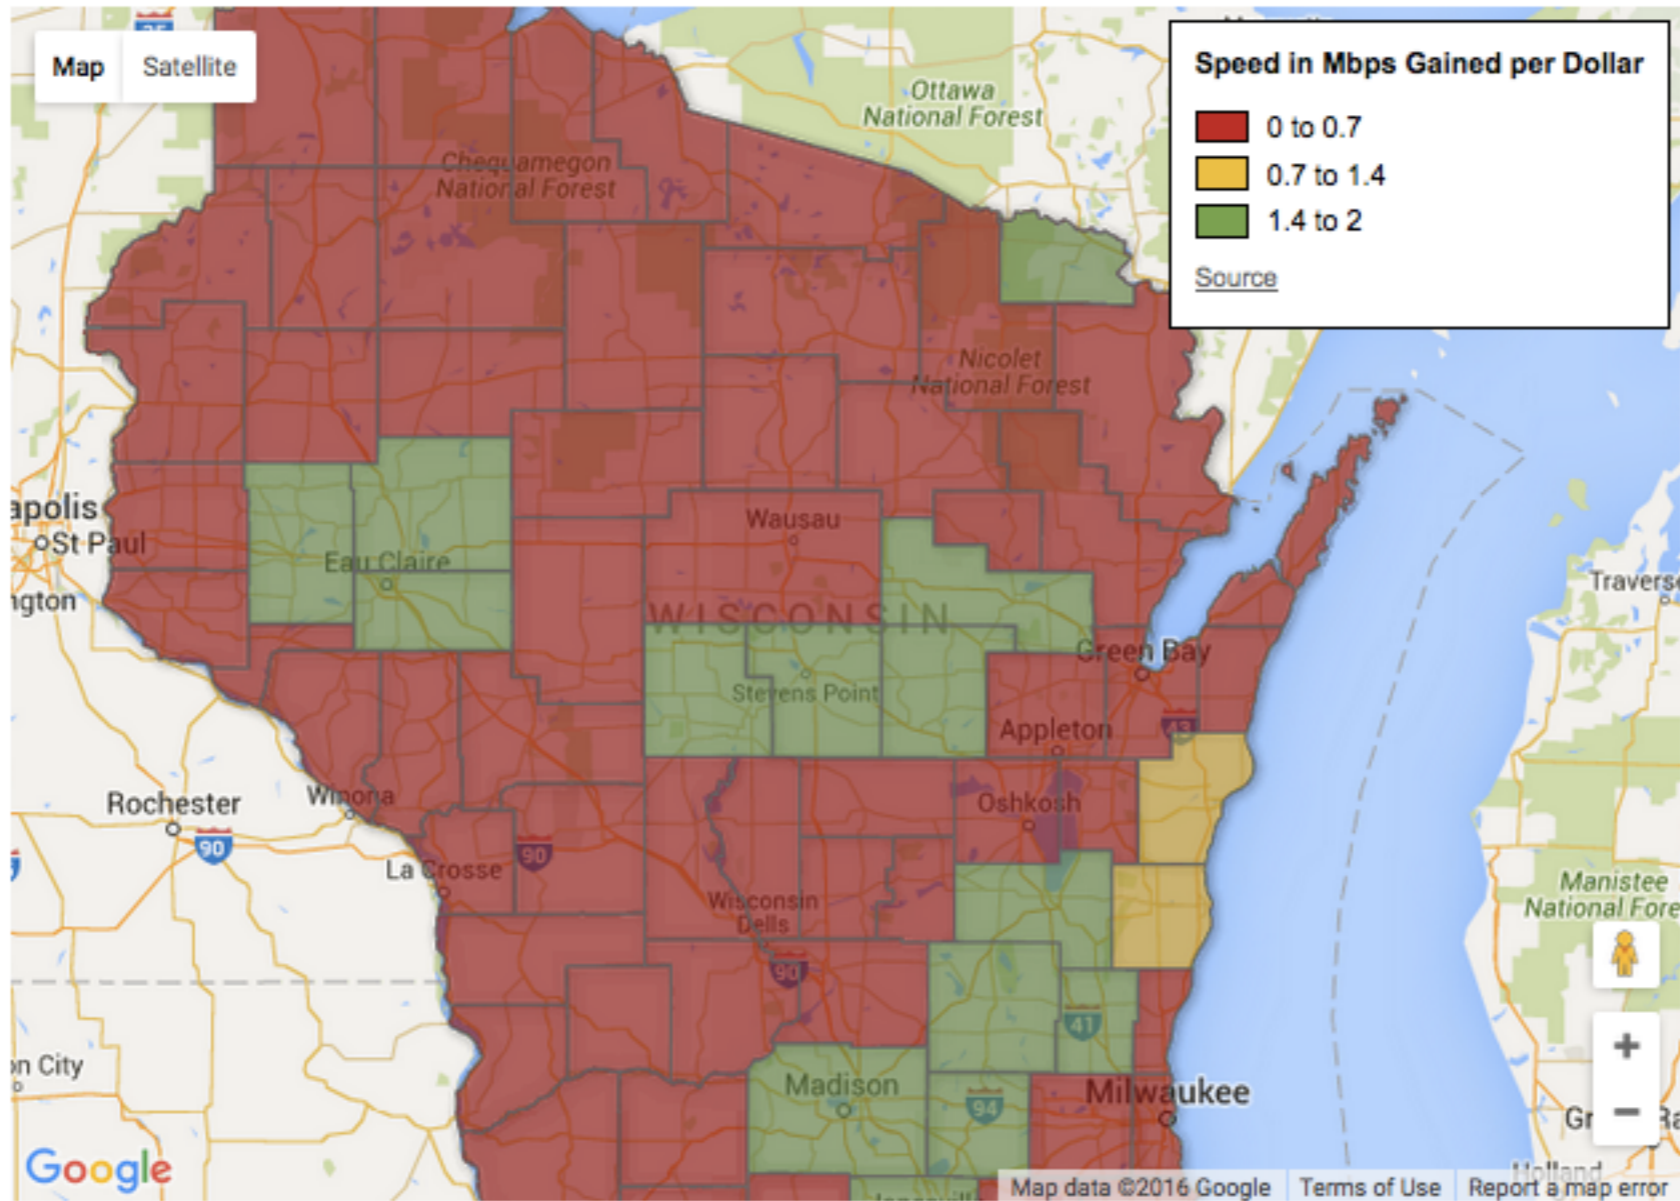 Map
Satellite
Speed in Mbps Gained per Dollar
0 to 0.7
0.7 to 1.4
1.4 to 2
Source
Ottawa
National Forest
Chequamegon
National Forest
Nicolet
National Forest
apolis
St Paul
ngton
Wausau
Eau Claire
WISCONSIN
Traverse
Green Bay
Stevens Point
43
Appleton
Rochester
Winona
Oshkosh
90
90
La Crosse
Wisconsin
Dells
Manistee
National Fore
90
41
on City
Madison
Milwaukee
94
+
−
Google
Map data ©2016 Google
Terms of Use
Report a map error